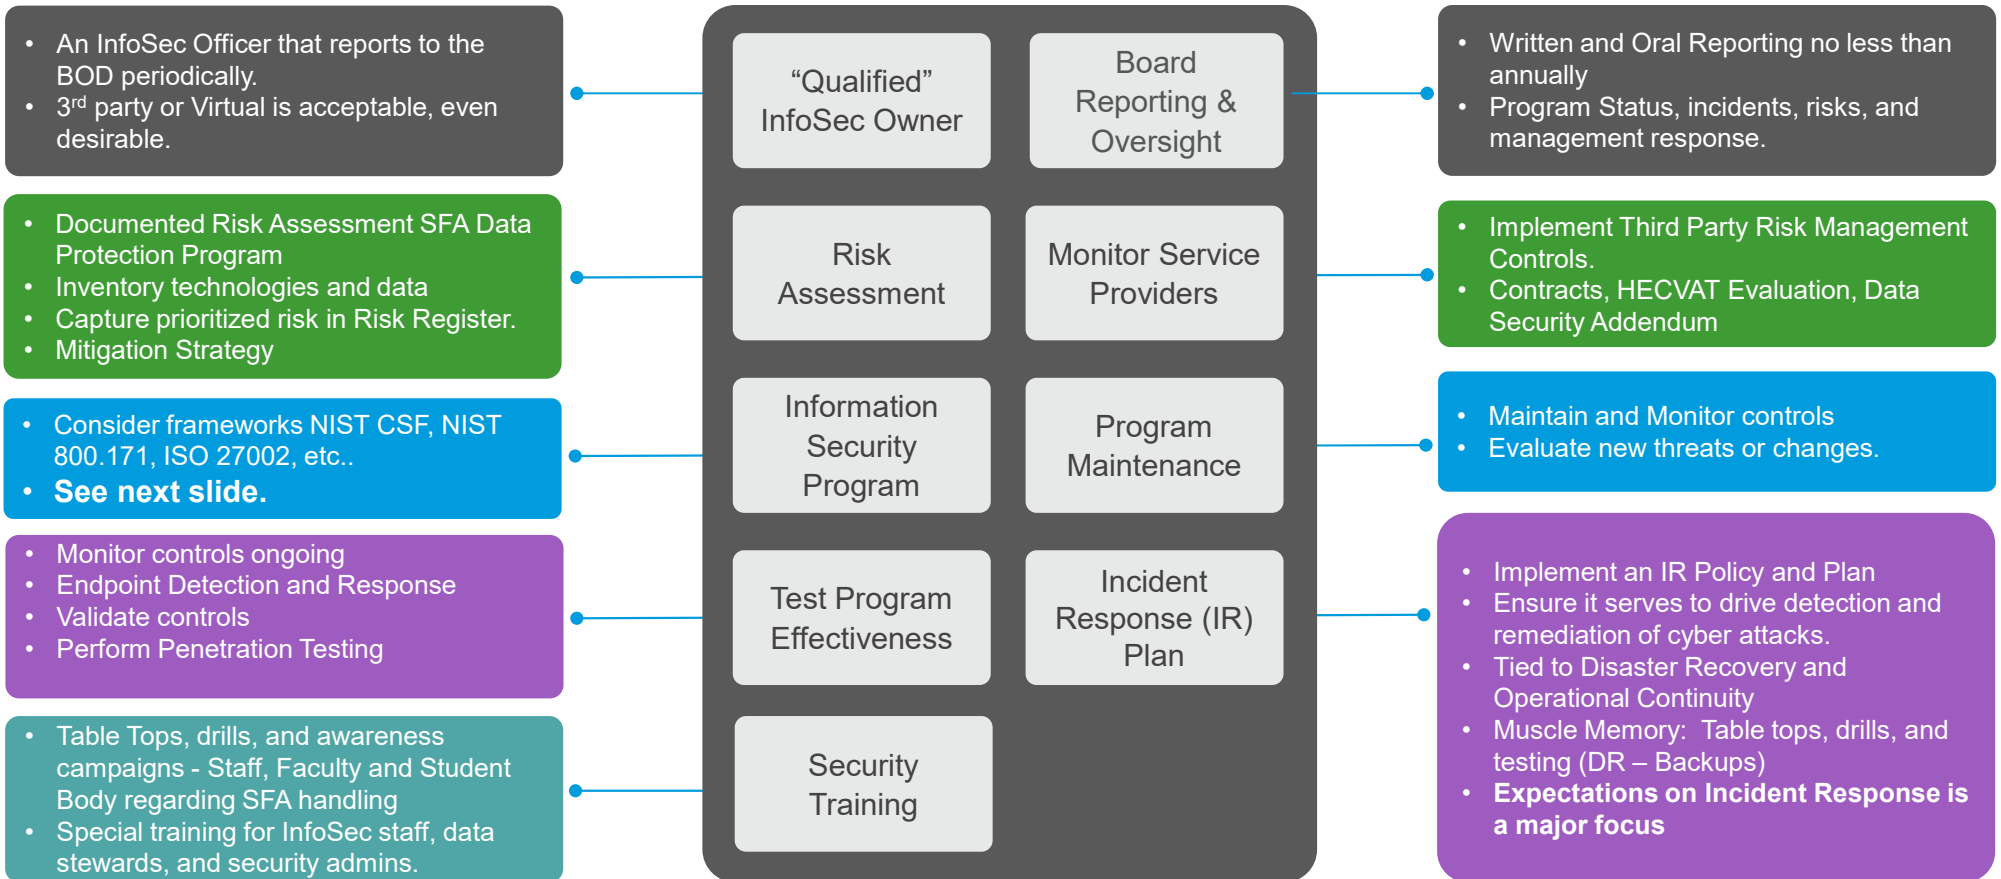 • An InfoSec Officer that reports to the
BOD periodically.
• 3rd party or Virtual is acceptable, even
desirable.
“Qualified”
InfoSec Owner
Board
Reporting &
Oversight
• Written and Oral Reporting no less than
annually
• Program Status, incidents, risks, and
management response.
• Documented Risk Assessment SFA Data
Protection Program
• Inventory technologies and data
• Capture prioritized risk in Risk Register.
• Mitigation Strategy
Risk
Assessment
Monitor Service
Providers
• Implement Third Party Risk Management
Controls.
• Contracts, HECVAT Evaluation, Data
Security Addendum
• Consider frameworks NIST CSF, NIST
800.171, ISO 27002, etc..
• See next slide.
Information
Security
Program
Program
Maintenance
• Maintain and Monitor controls
• Evaluate new threats or changes.
• Monitor controls ongoing
• Endpoint Detection and Response
• Validate controls
• Perform Penetration Testing
Test Program
Effectiveness
Incident
Response (IR)
Plan
• Implement an IR Policy and Plan
• Ensure it serves to drive detection and
remediation of cyber attacks.
• Tied to Disaster Recovery and
Operational Continuity
• Muscle Memory: Table tops, drills, and
testing (DR – Backups)
• Expectations on Incident Response is
a major focus
• Table Tops, drills, and awareness
campaigns - Staff, Faculty and Student
Body regarding SFA handling
• Special training for InfoSec staff, data
stewards, and security admins.
Security
Training